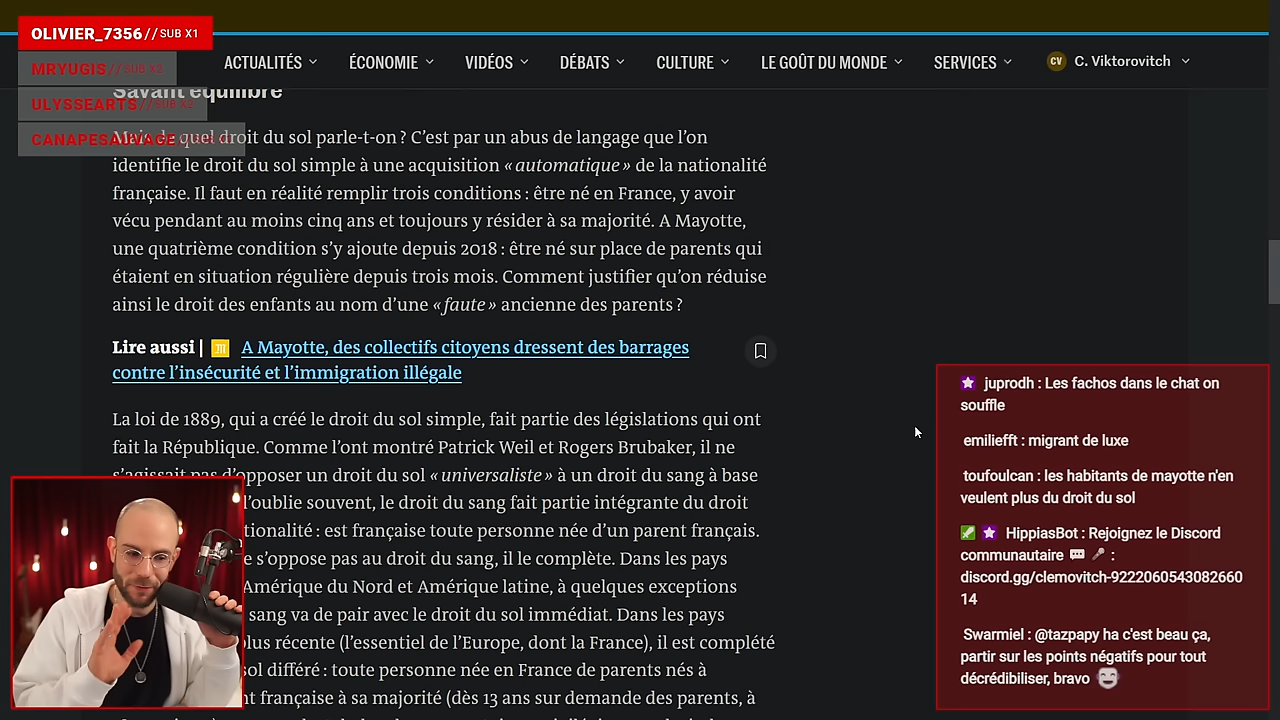 OLIVIER_7356// SUB X1
MRYUGIS// SUB X2
ULYSSEARTS// SUB X2
CANAPESAUVAGE
ACTUALITÉS
ÉCONOMIE
VIDÉOS
DÉBATS
CULTURE
LE GOÛT DU MONDE
SERVICES
CV
C. Viktorovitch
Savant équilibre
quel droit du sol parle-t-on ? C’est par un abus de langage que l’on
identifie le droit du sol simple à une acquisition « automatique » de la nationalité
française. Il faut en réalité remplir trois conditions : être né en France, y avoir
vécu pendant au moins cinq ans et toujours y résider à sa majorité. A Mayotte,
une quatrième condition s’y ajoute depuis 2018 : être né sur place de parents qui
étaient en situation régulière depuis trois mois. Comment justifier qu’on réduise
ainsi le droit des enfants au nom d’une « faute » ancienne des parents ?
Lire aussi | A Mayotte, des collectifs citoyens dressent des barrages
contre l’insécurité et l’immigration illégale
La loi de 1889, qui a créé le droit du sol simple, fait partie des législations qui ont
fait la République. Comme l’ont montré Patrick Weil et Rogers Brubaker, il ne
s’agissait pas d’opposer un droit du sol « universaliste » à un droit du sang à base
l’oublie souvent, le droit du sang fait partie intégrante du droit
tionalité : est française toute personne née d’un parent français.
e s’oppose pas au droit du sang, il le complète. Dans les pays
Amérique du Nord et Amérique latine, à quelques exceptions
sang va de pair avec le droit du sol immédiat. Dans les pays
plus récente (l’essentiel de l’Europe, dont la France), il est complété
sol différé : toute personne née en France de parents nés à
nt française à sa majorité (dès 13 ans sur demande des parents, à
juprodh : Les fachos dans le chat on
souffle
emiliefft : migrant de luxe
toufoulcan : les habitants de mayotte n'en
veulent plus du droit du sol
HippiasBot : Rejoignez le Discord
communautaire 💬 🎤 :
discord.gg/clemovitch-9222060543082660
14
Swarmiel : @tazpapy ha c'est beau ça,
partir sur les points négatifs pour tout
décrédibiliser, bravo